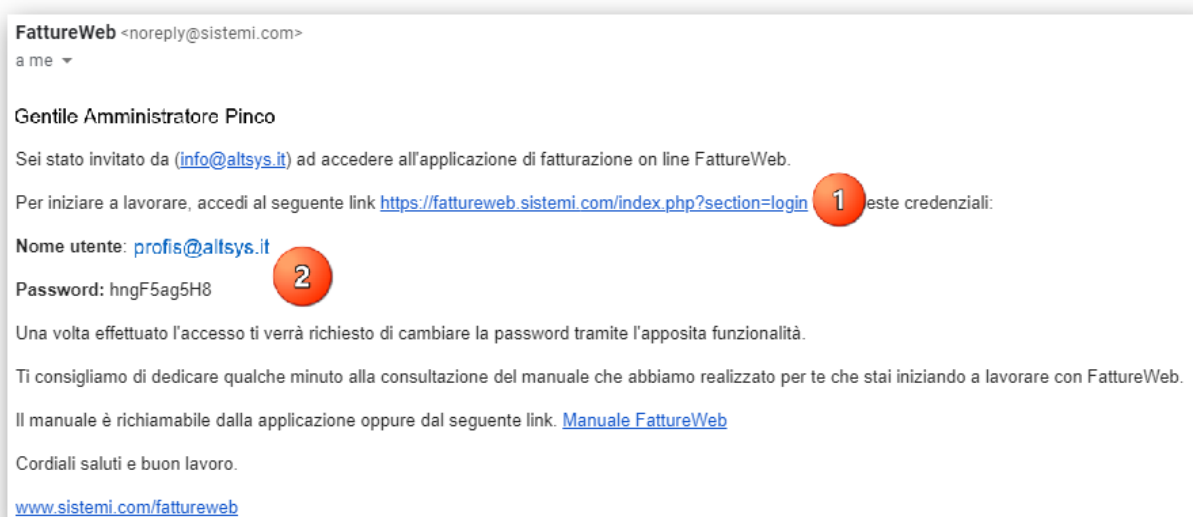 FattureWeb <noreply@sistemi.com>
a me
Gentile Amministratore Pinco
Sei stato invitato da (info@altsys.it) ad accedere all'applicazione di fatturazione on line FattureWeb.
Per iniziare a lavorare, accedi al seguente link https://fattureweb.sistemi.com/index.php?section=login 1 este credenziali:
Nome utente: profis@altsys.it
2
Password: hngF5ag5H8
Una volta effettuato l'accesso ti verrà richiesto di cambiare la password tramite l'apposita funzionalità.
Ti consigliamo di dedicare qualche minuto alla consultazione del manuale che abbiamo realizzato per te che stai iniziando a lavorare con FattureWeb.
Il manuale è richiamabile dalla applicazione oppure dal seguente link. Manuale FattureWeb
Cordiali saluti e buon lavoro.
www.sistemi.com/fattureweb